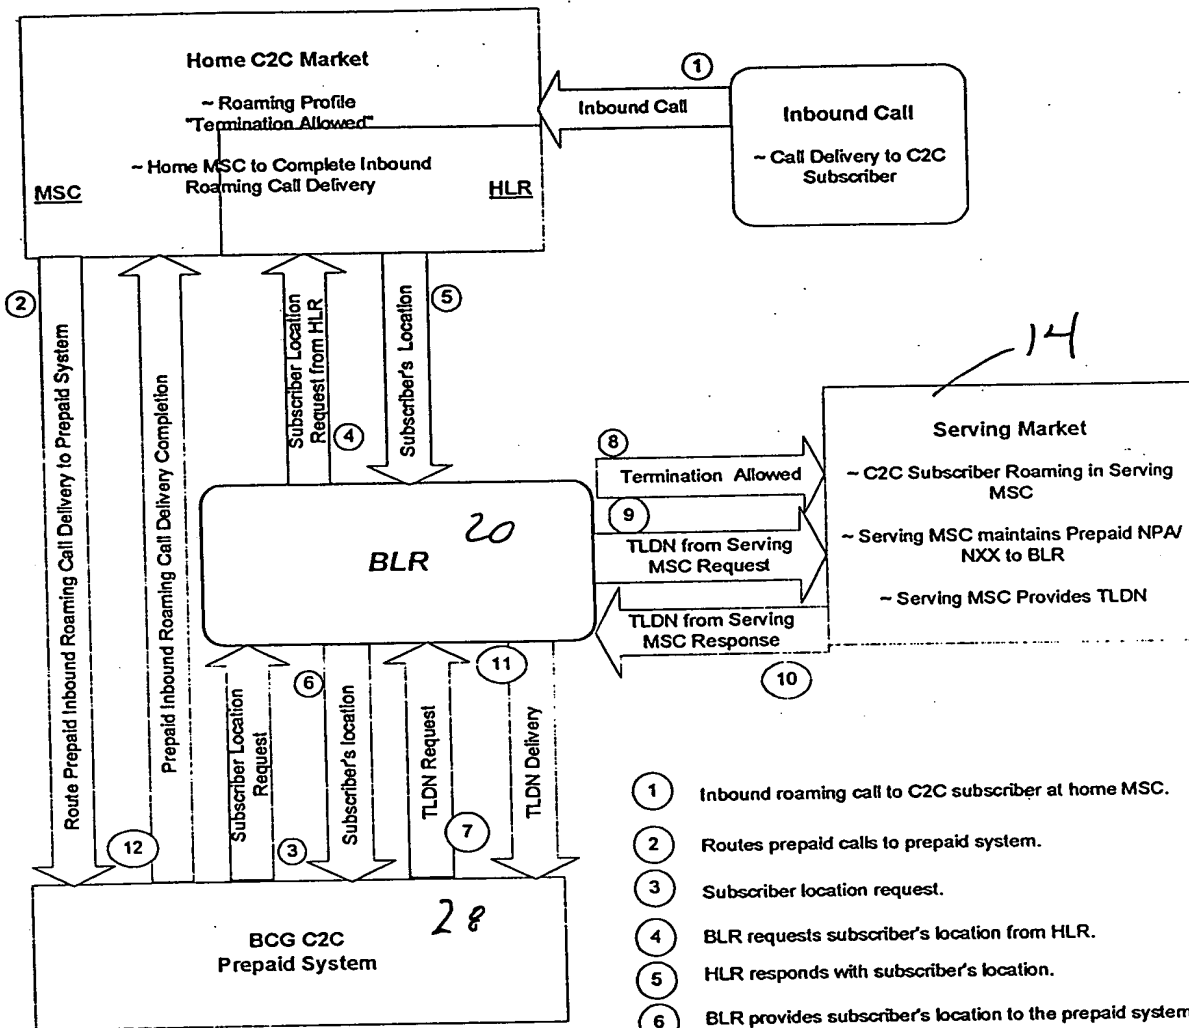 Home C2C Market
~ Roaming Profile
"Termination Allowed"
~ Home MSC to Complete Inbound
Roaming Call Delivery
MSC
HLR
1
Inbound Call
Inbound Call
~ Call Delivery to C2C
Subscriber
2
Route Prepaid Inbound Roaming Call Delivery to Prepaid System
Prepaid Inbound Roaming Call Delivery Completion
12
Subscriber Location
Request from HLR
4
Subscriber's Location
5
14
Serving Market
~ C2C Subscriber Roaming in Serving
MSC
~ Serving MSC maintains Prepaid NPA/
NXX to BLR
~ Serving MSC Provides TLDN
8
Termination Allowed
9
TLDN from Serving
MSC Request
TLDN from Serving
MSC Response
10
BLR
20
Subscriber Location
Request
3
6
Subscriber's location
TLDN Request
7
11
TLDN Delivery
BCG C2C
Prepaid System
28
1 Inbound roaming call to C2C subscriber at home MSC.
2 Routes prepaid calls to prepaid system.
3 Subscriber location request.
4 BLR requests subscriber's location from HLR.
5 HLR responds with subscriber's location.
6 BLR provides subscriber's location to the prepaid system